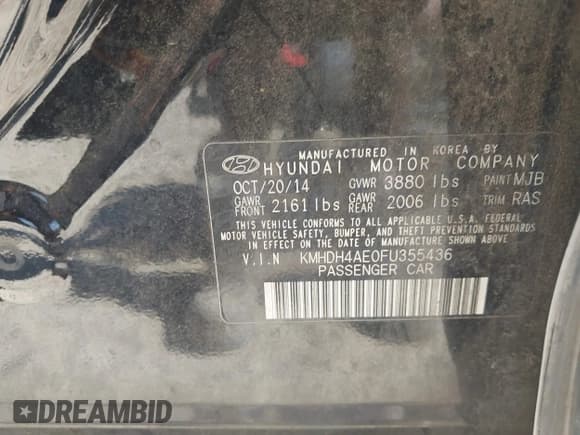 MANUFACTURED IN KOREA BY
HYUNDAI MOTOR COMPANY
OCT/20/14 GVWR 3880 lbs PAINT MJB
GAWR FRONT 2161 lbs GAWR REAR 2006 lbs TRIM RAS
THIS VEHICLE CONFORMS TO ALL APPLICABLE U.S.A. FEDERAL
MOTOR VEHICLE SAFETY, BUMPER, AND THEFT PREVENTION STANDARDS
IN EFFECT ON THE DATE OF MANUFACTURE SHOWN ABOVE
V.I.N KMHDH4AE0FU355436
PASSENGER CAR
DREAMBID